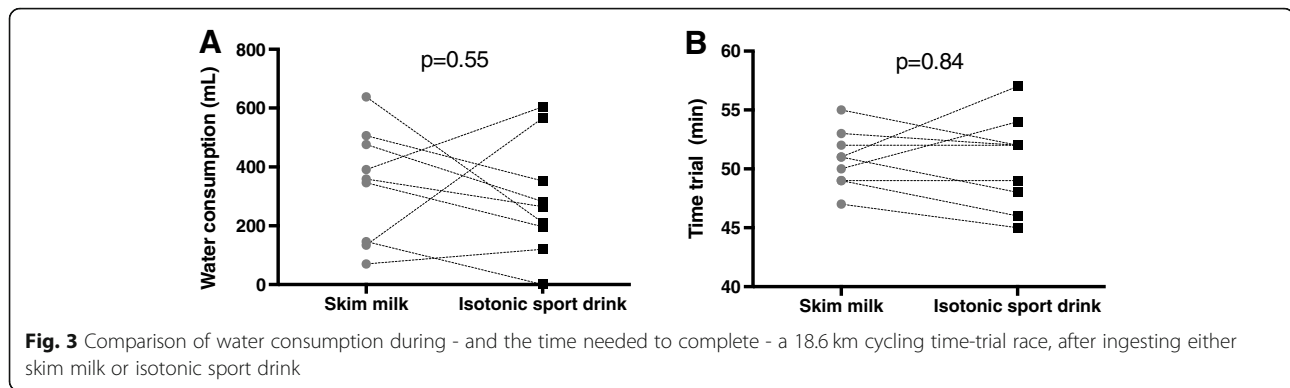 A
p=0.55
Water consumption (mL)
800
600
400
200
0
Skim milk
Isotonic sport drink
B
p=0.84
Time trial (min)
60
55
50
45
40
Skim milk
Isotonic sport drink
Fig. 3 Comparison of water consumption during - and the time needed to complete - a 18.6 km cycling time-trial race, after ingesting either
skim milk or isotonic sport drink